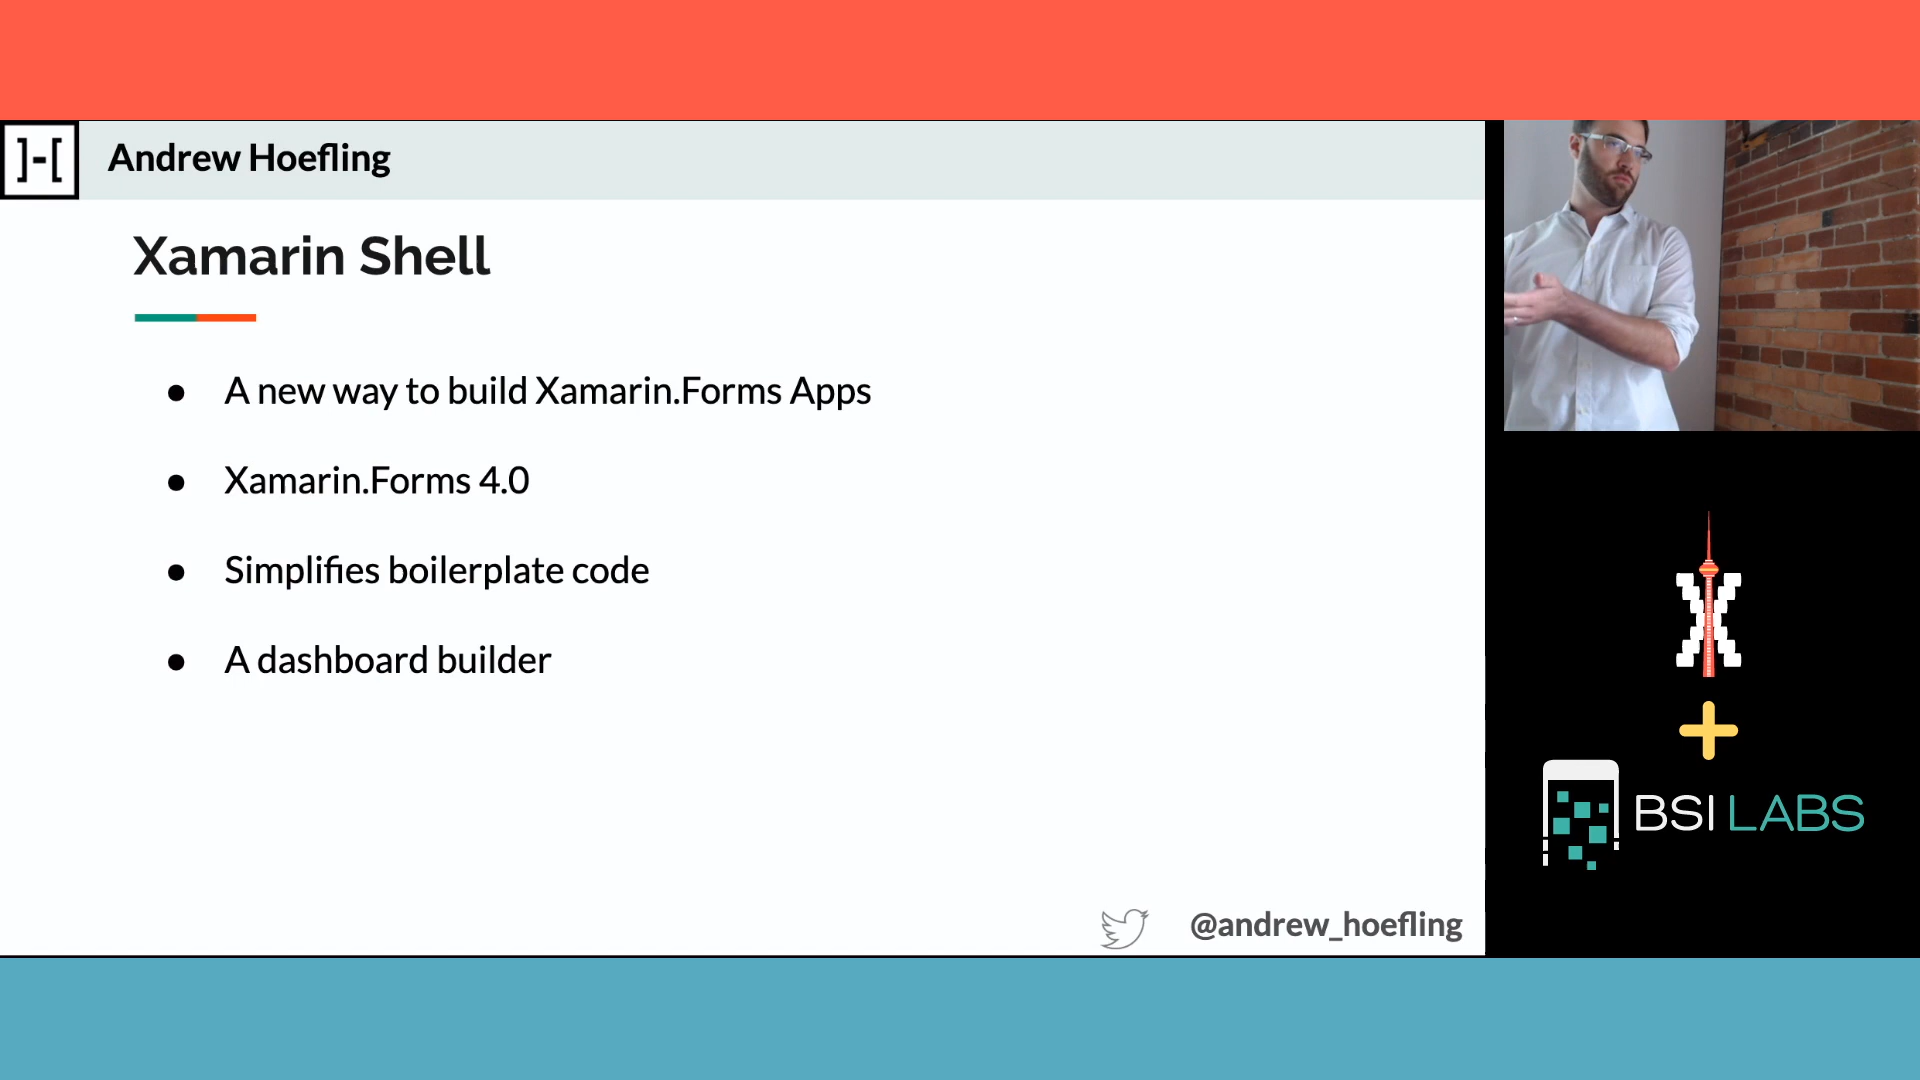 ]-[
Andrew Hoefling
Xamarin Shell
● A new way to build Xamarin.Forms Apps
● Xamarin.Forms 4.0
● Simplifies boilerplate code
● A dashboard builder
@andrew_hoefling
X
+
BSI LABS